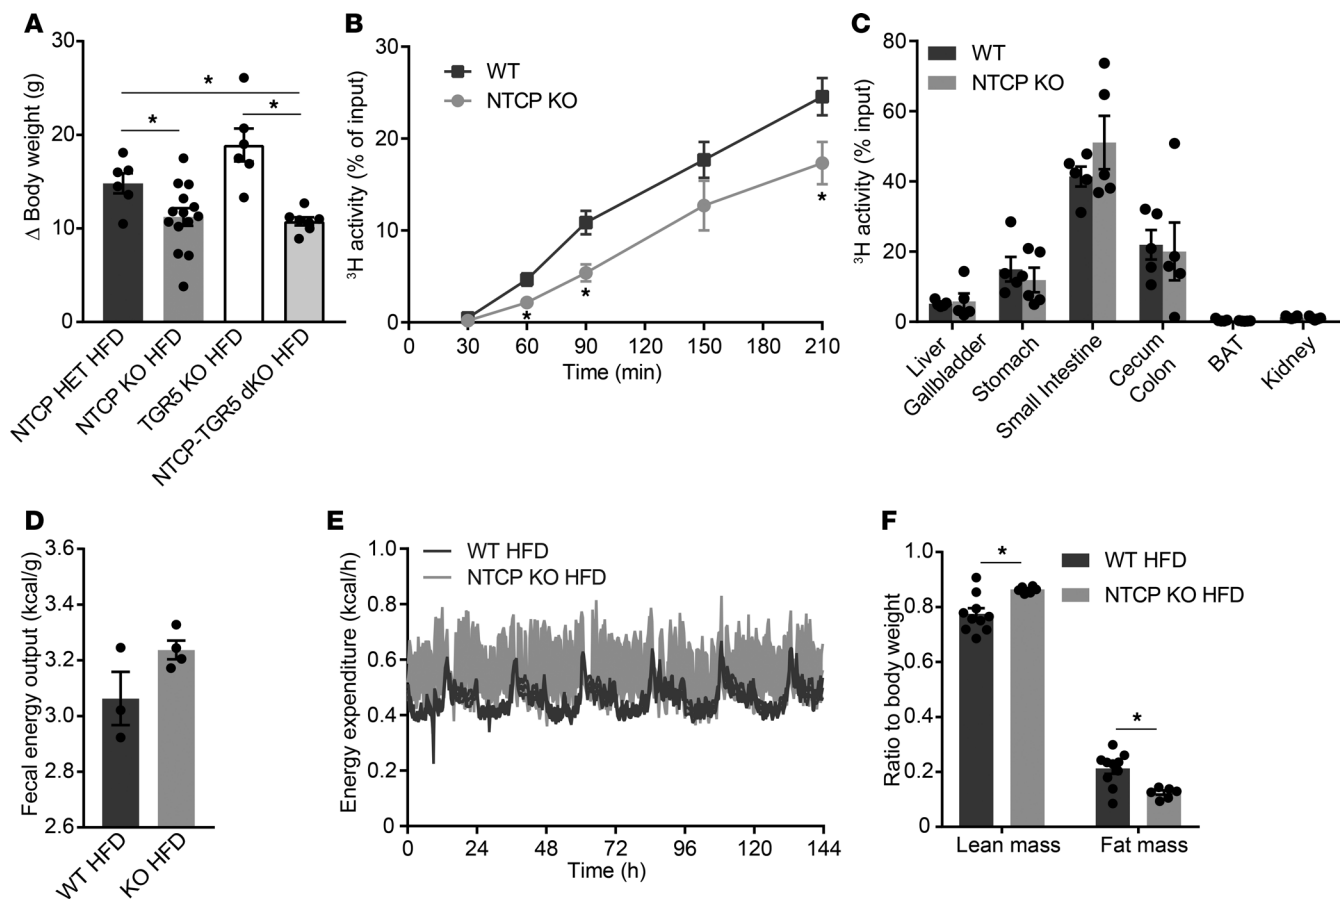 A
Δ Body weight (g)
30
20
10
0
*
*
*
NTCP HET HFD
NTCP KO HFD
TGR5 KO HFD
NTCP-TGR5 dKO HFD
B
³H activity (% of input)
30
20
10
0
WT
NTCP KO
*
*
*
0 30 60 90 120 150 180 210
Time (min)
C
³H activity (% input)
80
60
40
20
0
WT
NTCP KO
Liver
Gallbladder
Stomach
Small Intestine
Cecum
Colon
BAT
Kidney
D
Fecal energy output (kcal/g)
3.6
3.4
3.2
3.0
2.8
2.6
WT HFD
KO HFD
E
Energy expenditure (kcal/h)
1.0
0.8
0.6
0.4
0.2
0
WT HFD
NTCP KO HFD
0 24 48 72 96 120 144
Time (h)
F
Ratio to body weight
1.0
0.8
0.6
0.4
0.2
0
*
*
WT HFD
NTCP KO HFD
Lean mass Fat mass